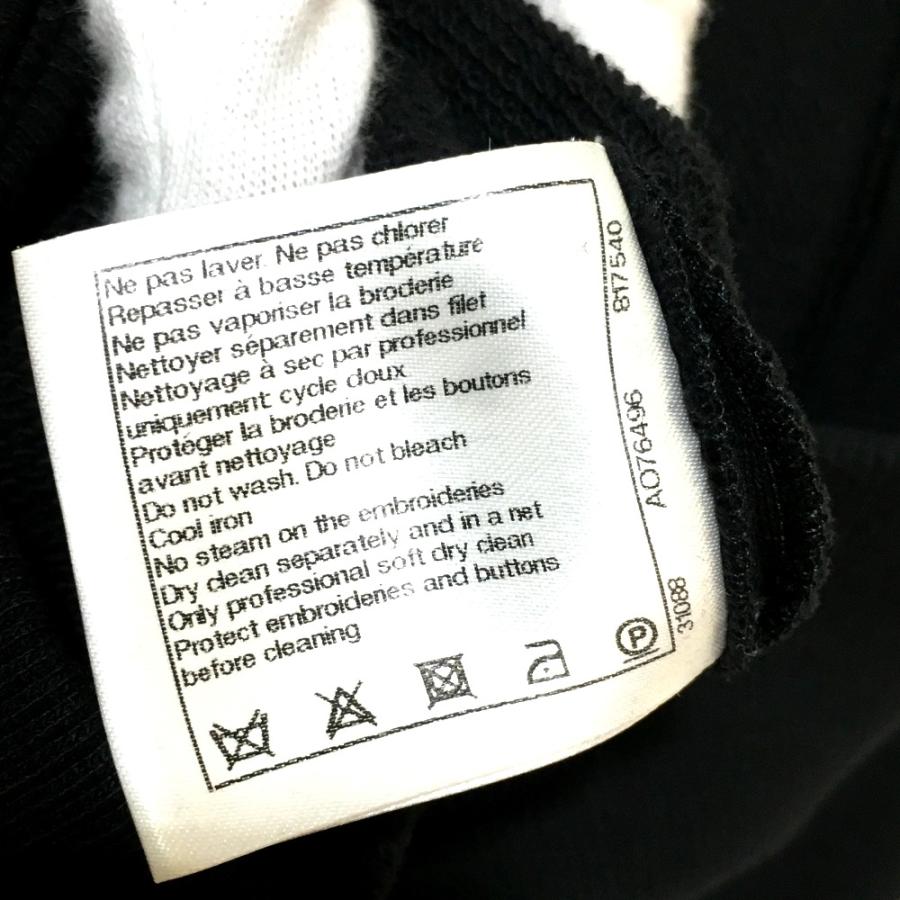 Ne pas laver. Ne pas chlorer
Repasser à basse température
Ne pas vaporiser la broderie
Nettoyer séparement dans filet
Nettoyage à sec par professionnel
uniquement cycle doux
Protéger la broderie et les boutons
avant nettoyage
Do not wash. Do not bleach
Cool iron
No steam on the embroideries
Dry clean separately and in a net
Only professional soft dry clean
Protect embroideries and buttons
before cleaning
P
31088
AO76496
817540